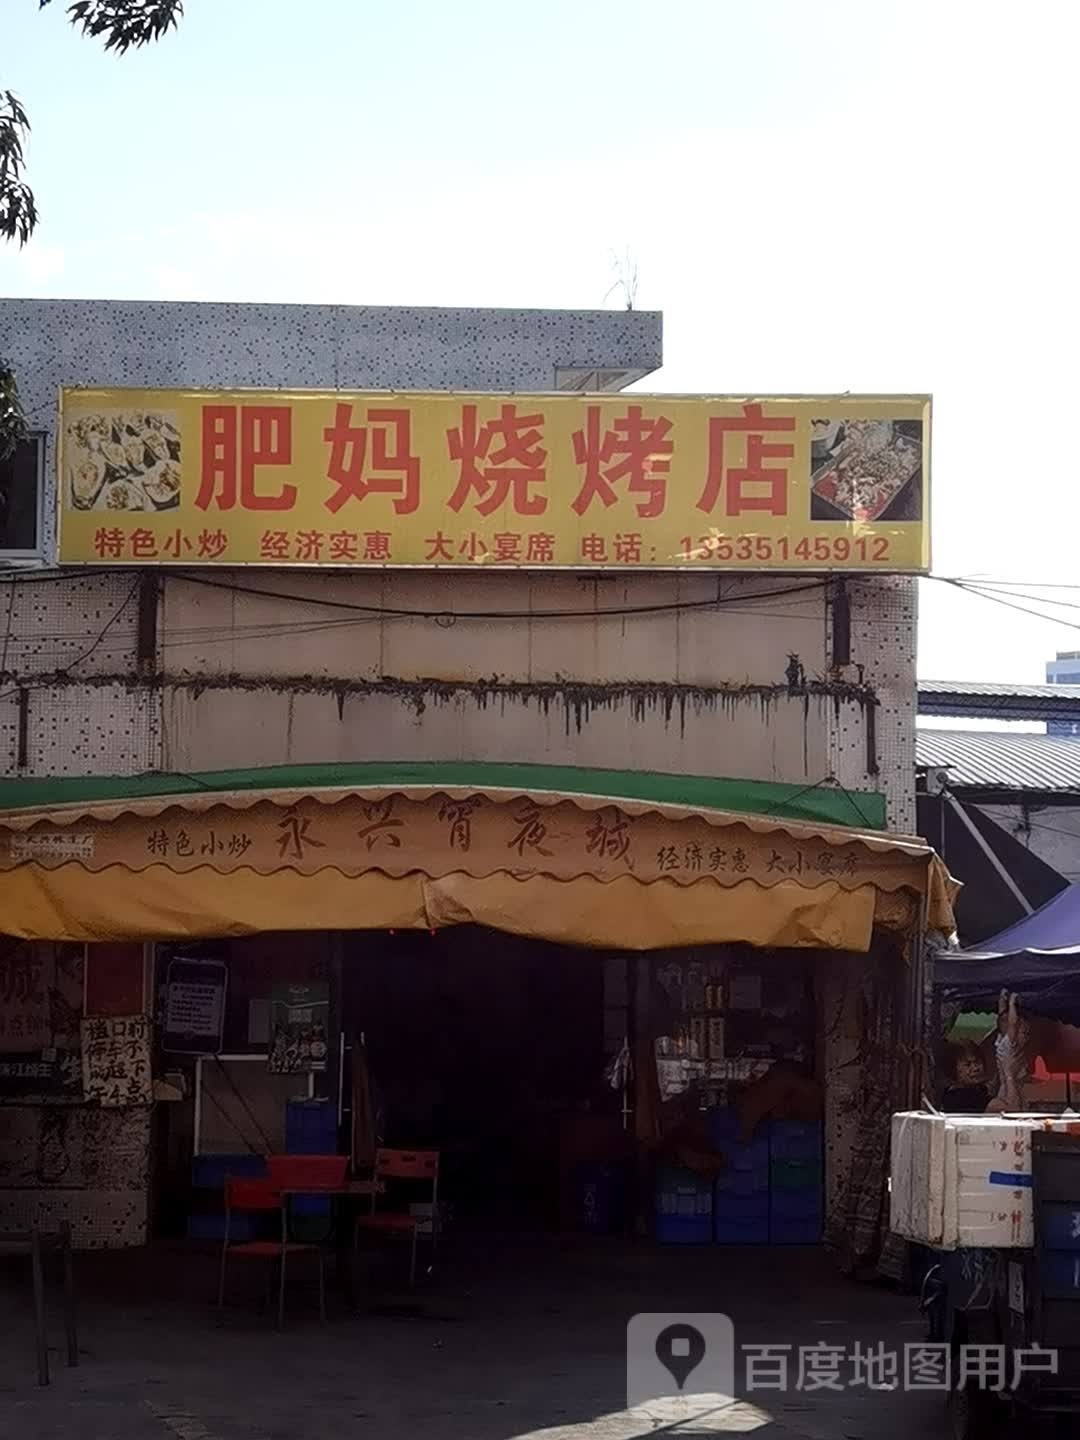 肥妈烧烤店
特色小炒 经济实惠 大小宴席 电话：13535145912
特色小炒 永兴宵夜城 经济实惠 大小宴席
百度地图用户